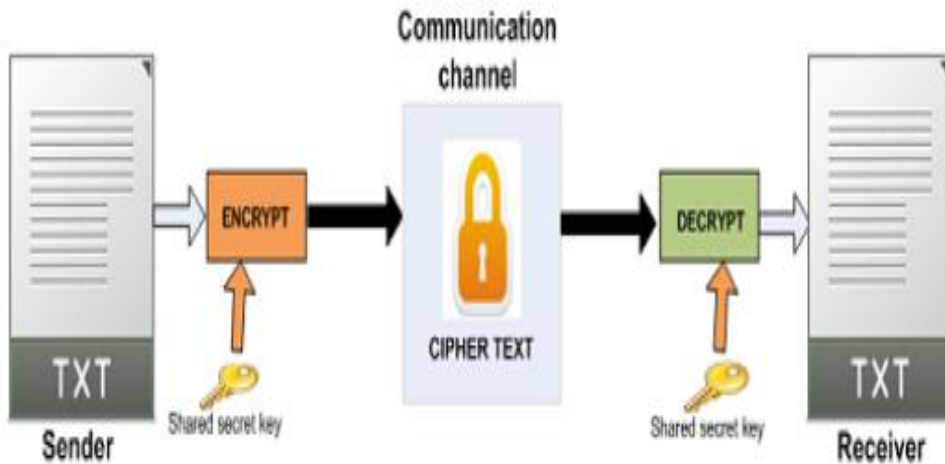 Communication
channel
ENCRYPT
DECRYPT
CIPHER TEXT
TXT
TXT
Shared secret key
Shared secret key
Sender
Receiver